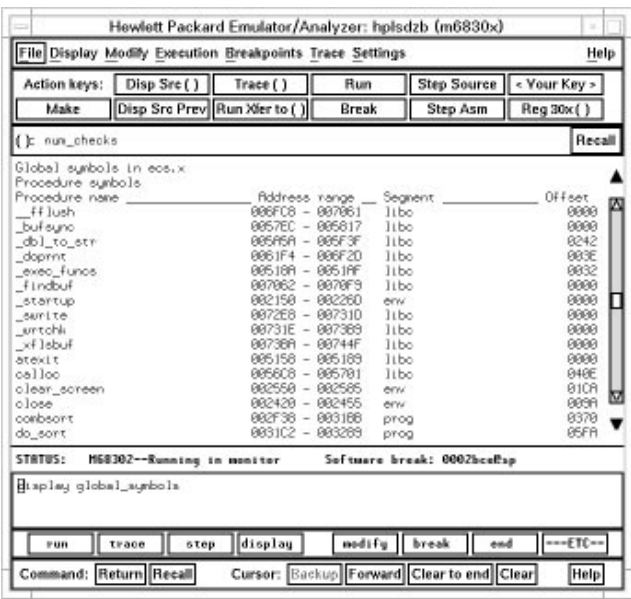 Hewlett Packard Emulator/Analyzer: hplsdzb (m6830x)
File Display Modify Execution Breakpoints Trace Settings Help
Action keys: Disp Src ( ) Trace ( ) Run Step Source < Your Key >
Make Disp Src Prev Run Xfer to ( ) Break Step Asm Reg 30x( )
( ): num_checks Recall
Global symbols in ecs.x
Procedure symbols
Procedure name ____________ Address range __ Segment ____________ Offset
__fflush 006FC8 - 007061 libc 0000
_bufsync 0057EC - 005817 libc 0000
_dbl_to_str 005A5A - 005F3F libc 0242
_doprnt 0061F4 - 006F2D libc 003E
_exec_funcs 00518A - 0051AF libc 0032
_findbuf 007062 - 0070F9 libc 0000
_startup 002150 - 00226D env 0000
_swrite 0072E8 - 00731D libc 0000
_wrtchk 00731E - 0073B9 libc 0000
_xflsbuf 0073BA - 00744F libc 0000
atexit 005158 - 005189 libc 0000
calloc 0056C8 - 005701 libc 040E
clear_screen 002550 - 002585 env 01CA
close 002420 - 002455 env 009A
combsort 002F38 - 0031BB prog 0370
do_sort 0031C2 - 003289 prog 05FA
STATUS: M68302--Running in monitor Software break: 0002bce@sp
display global_symbols
run trace step display modify break end ---ETC--
Command: Return Recall Cursor: Backup Forward Clear to end Clear Help